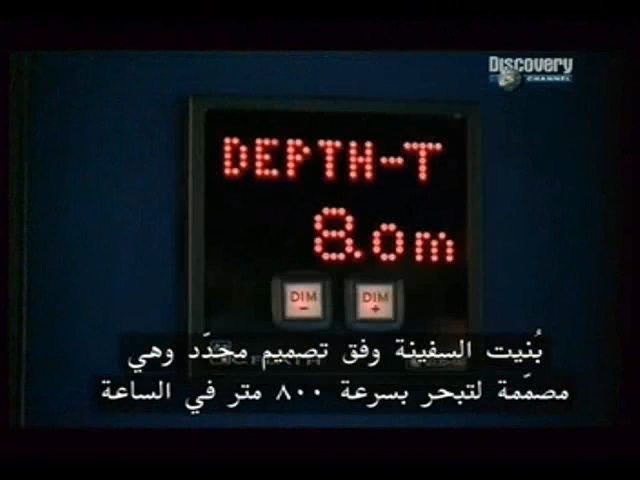 Discovery
CHANNEL
DEPTH-T
8.0m
DIM
-
DIM
+
بُنيت السفينة وفق تصميم محدّد وهي
مصمّمة لتبحر بسرعة ٨٠٠ متر في الساعة